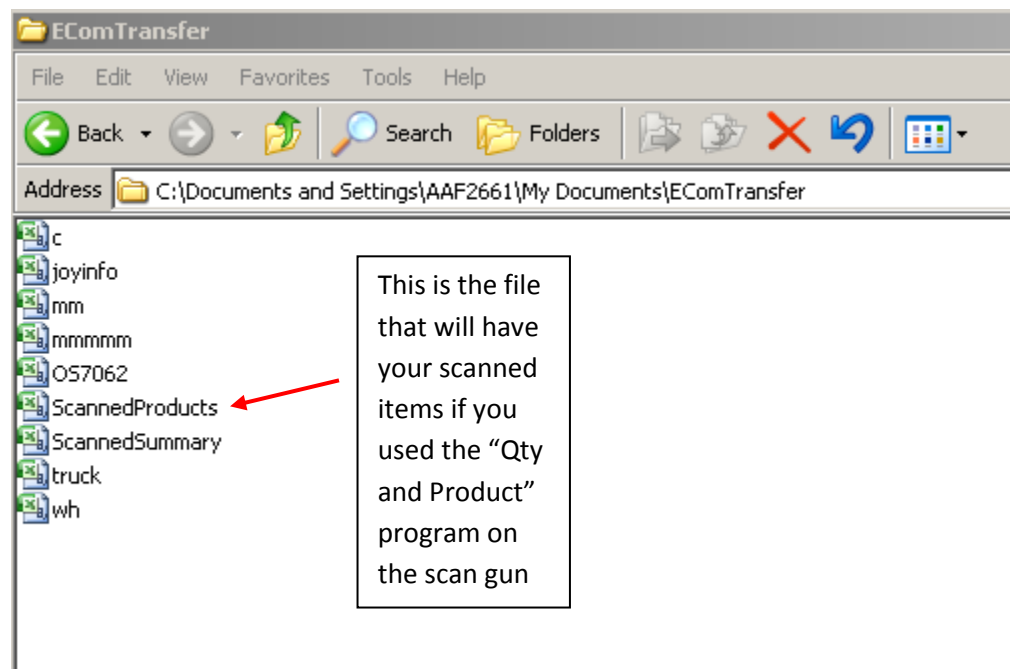 EComTransfer
File Edit View Favorites Tools Help
Back Search Folders
Address C:\Documents and Settings\AAF2661\My Documents\EComTransfer
c
joyinfo
mm
mmmmm
OS7062
ScannedProducts
ScannedSummary
truck
wh
This is the file
that will have
your scanned
items if you
used the “Qty
and Product”
program on
the scan gun